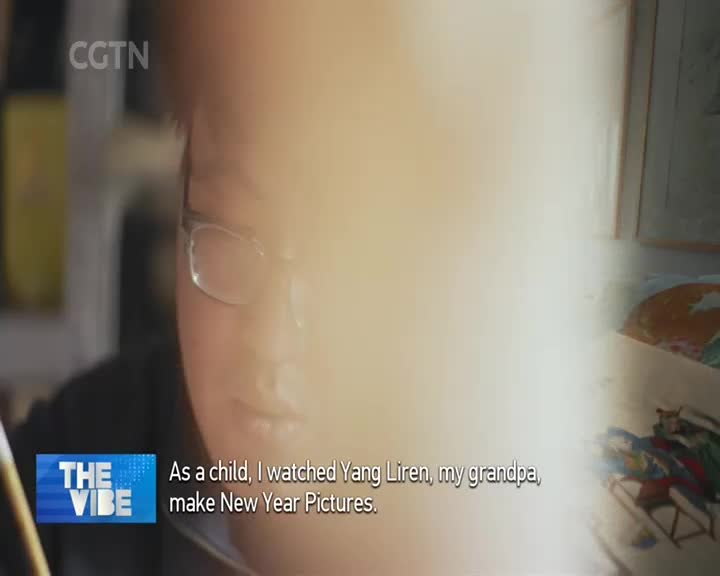 CGTN
THE
VIBE
As a child, I watched Yang Liren, my grandpa,
make New Year Pictures.